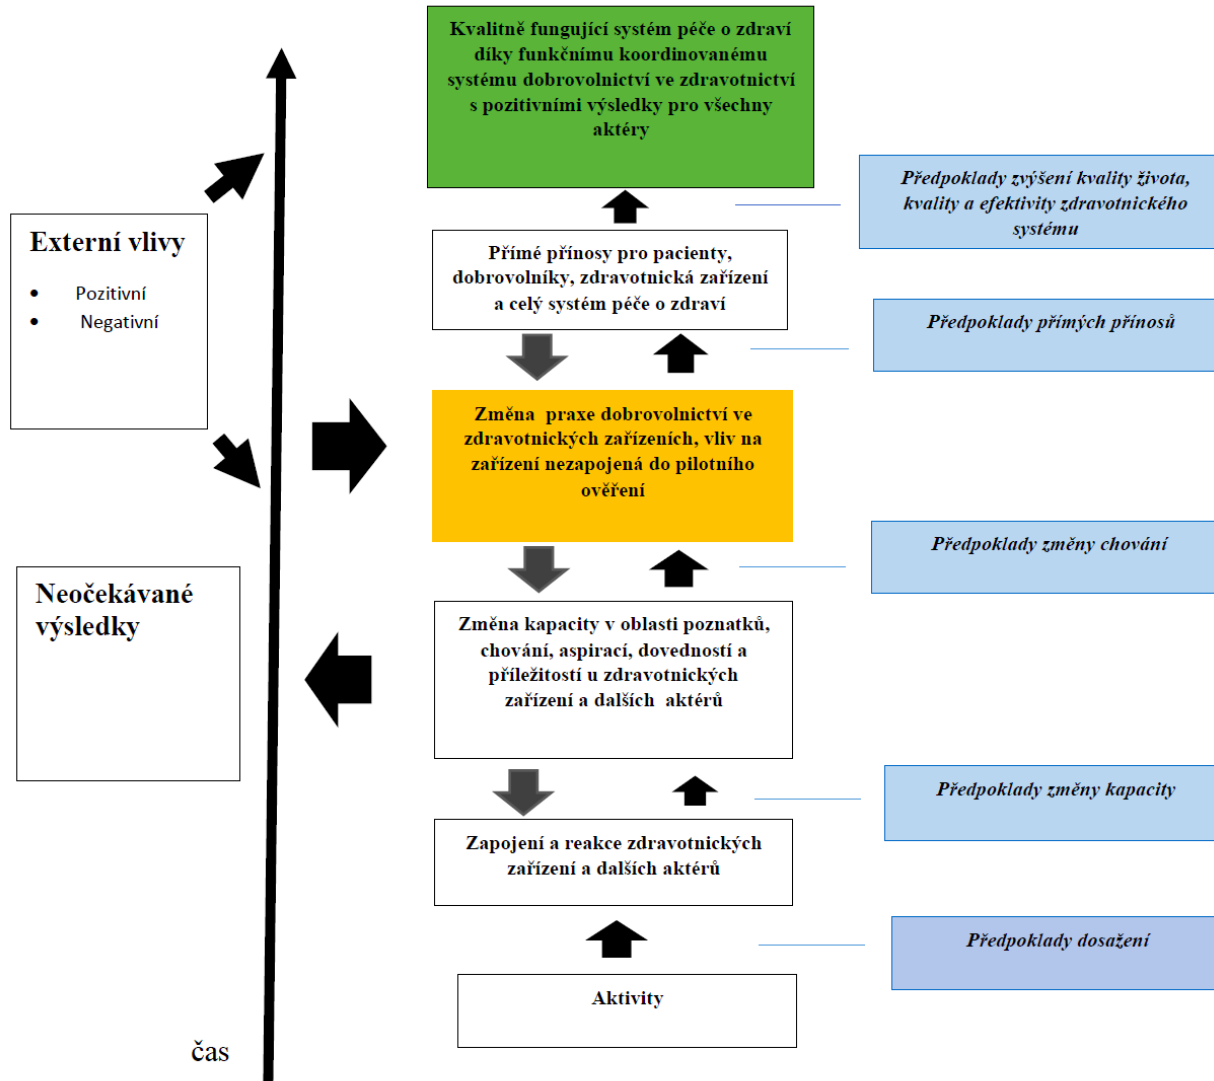 Kvalitně fungující systém péče o zdraví
díky funkčnímu koordinovanému
systému dobrovolnictví ve zdravotnictví
s pozitivními výsledky pro všechny
aktéry
Předpoklady zvýšení kvality života,
kvality a efektivity zdravotnického
systému
Externí vlivy
• Pozitivní
• Negativní
Přímé přínosy pro pacienty,
dobrovolníky, zdravotnická zařízení
a celý systém péče o zdraví
Předpoklady přímých přínosů
Změna praxe dobrovolnictví ve
zdravotnických zařízeních, vliv na
zařízení nezapojená do pilotního
ověření
Předpoklady změny chování
Neočekávané
výsledky
Změna kapacity v oblasti poznatků,
chování, aspirací, dovedností a
příležitostí u zdravotnických
zařízení a dalších aktérů
Předpoklady změny kapacity
Zapojení a reakce zdravotnických
zařízení a dalších aktérů
Předpoklady dosažení
Aktivity
čas